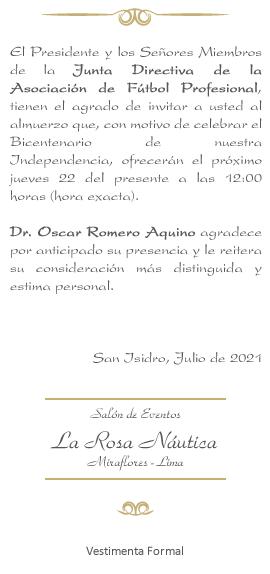 El Presidente y los Señores Miembros
de la Junta Directiva de la
Asociación de Fútbol Profesional,
tienen el agrado de invitar a usted al
almuerzo que, con motivo de celebrar el
Bicentenario de nuestra
Independencia, ofrecerán el próximo
jueves 22 del presente a las 12:00
horas (hora exacta).
Dr. Oscar Romero Aquino agradece
por anticipado su presencia y le reitera
su consideración más distinguida y
estima personal.
San Isidro, Julio de 2021
Salón de Eventos
La Rosa Náutica
Miraflores - Lima
Vestimenta Formal